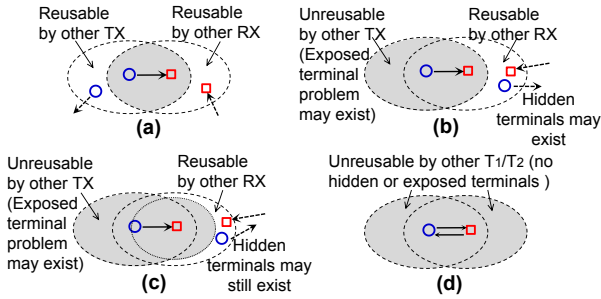 Reusable
by other TX
Reusable
by other RX
(a)
Unreusable
by other TX
(Exposed
terminal
problem
may exist)
Reusable
by other RX
Hidden
terminals may
exist
(b)
Unreusable
by other TX
(Exposed
terminal
problem
may exist)
Reusable
by other RX
Hidden
terminals may
still exist
(c)
Unreusable by other T1/T2 (no
hidden or exposed terminals )
(d)